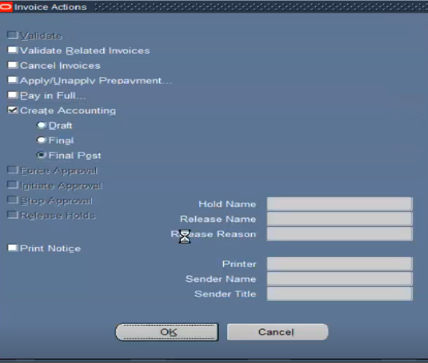 Invoice Actions
Validate
Validate Related Invoices
Cancel Invoices
Apply/Unapply Prepayment...
Pay in Full...
Create Accounting
Draft
Final
Final Post
Force Approval
Initiate Approval
Stop Approval
Release Holds
Hold Name
Release Name
Release Reason
Print Notice
Printer
Sender Name
Sender Title
OK
Cancel